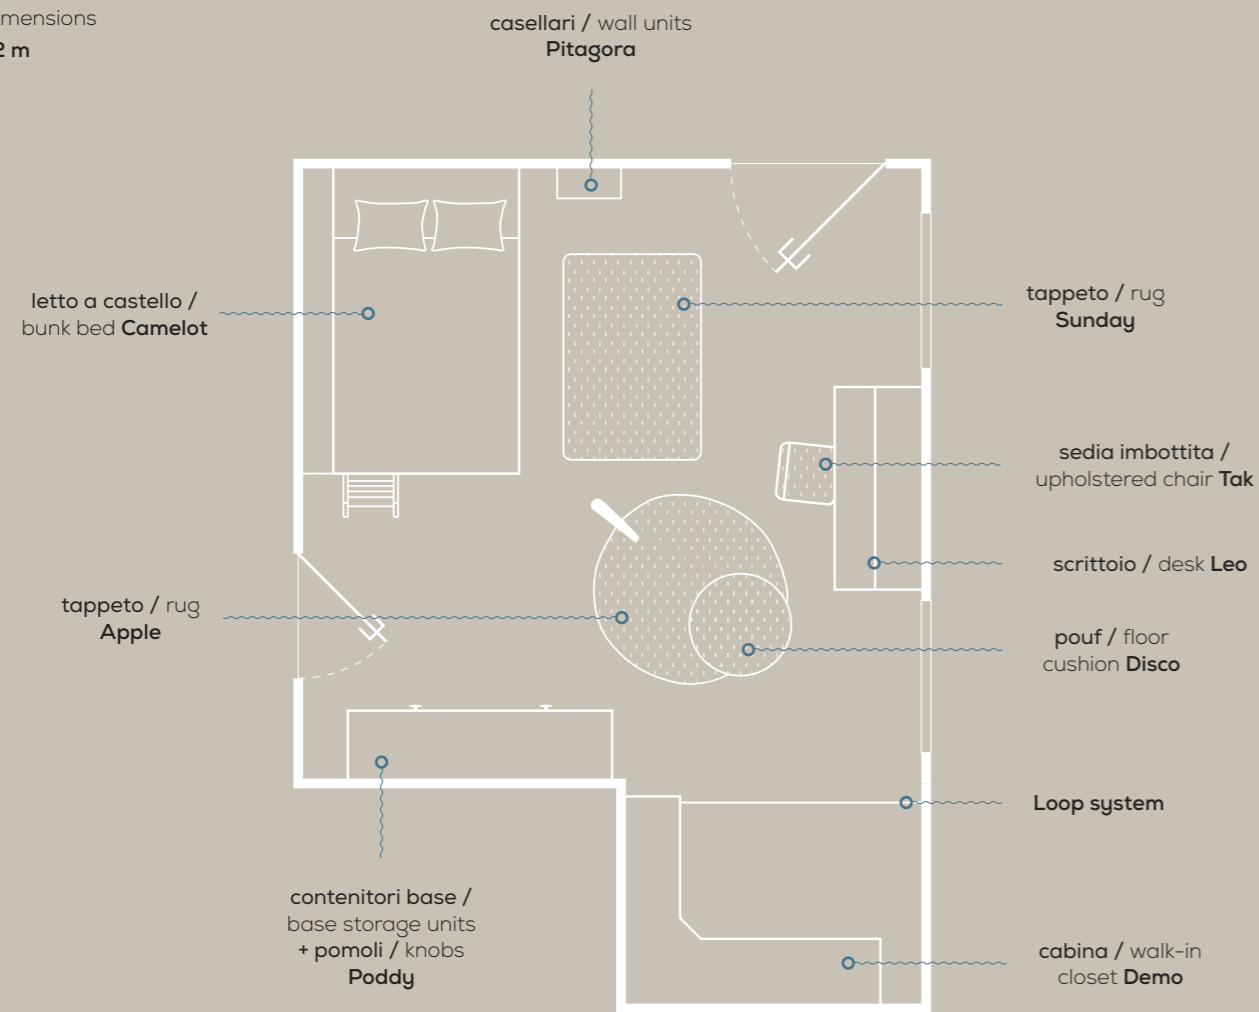 mensions
2 m
casellari / wall units
Pitagora
letto a castello /
bunk bed Camelot
tappeto / rug
Sunday
sedia imbottita /
upholstered chair Tak
scrittoio / desk Leo
tappeto / rug
Apple
pouf / floor
cushion Disco
Loop system
contenitori base /
base storage units
+ pomoli / knobs
Poddy
cabina / walk-in
closet Demo